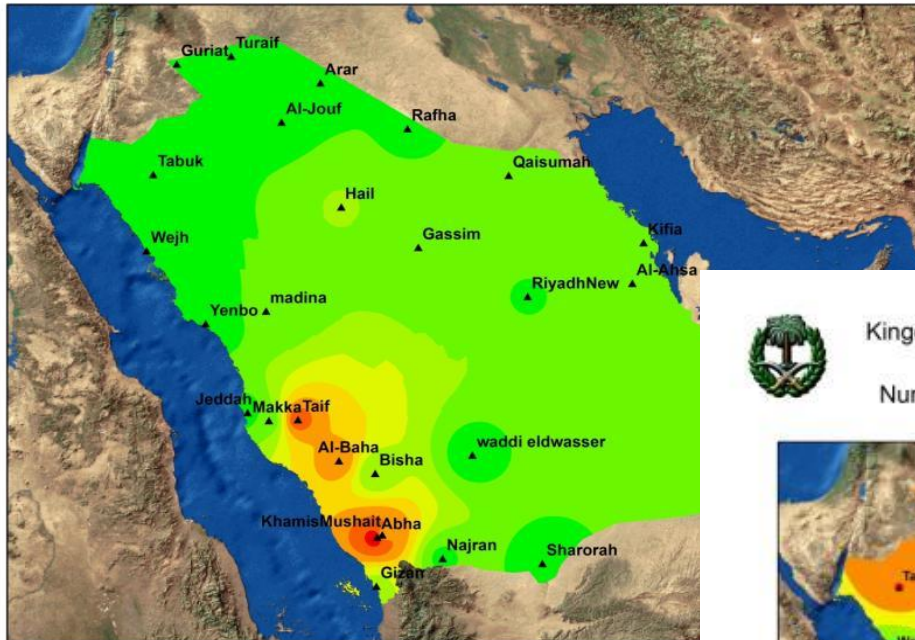 Turaif
Guriat
Arar
Al-Jouf
Rafha
Tabuk
Qaisumah
Hail
Wejh
Gassim
Kifia
Al-Ahsa
RiyadhNew
madina
Yenbo
Jeddah
Makka
Taif
Al-Baha
Bisha
waddi eldwasser
KhamisMushait
Abha
Najran
Sharorah
Gizan